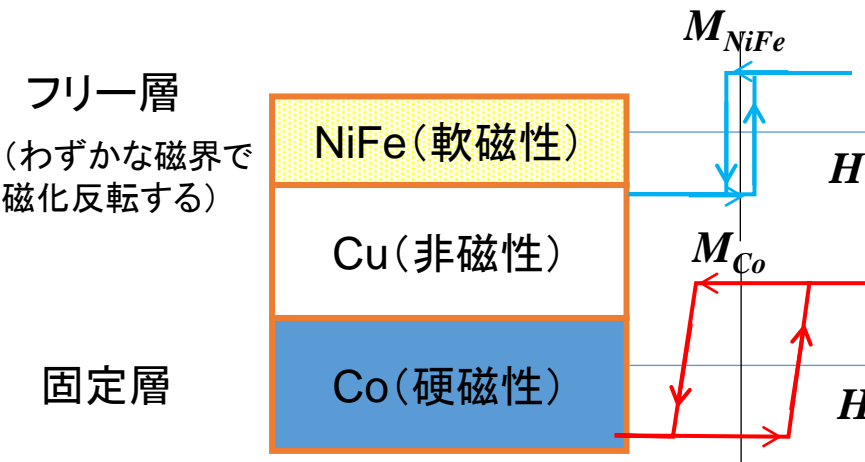 M_NiFe
フリー層
NiFe(軟磁性)
(わずかな磁界で
磁化反転する)
H
Cu(非磁性)
M_Co
固定層
Co(硬磁性)
H